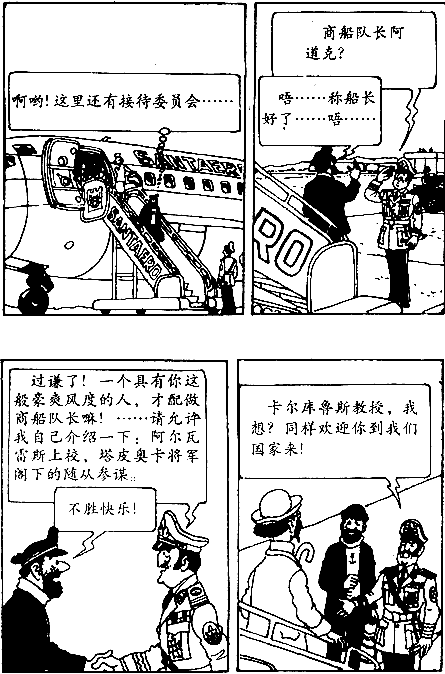 啊哟!这里还有接待委员会……
SANTAERO
SANTAERO
商船队长阿
道克?
唔……称船长
好了……唔……
RO
过谦了! 一个具有你这
般豪爽风度的人,才配做
商船队长嘛! ……请允许
我自己介绍一下:阿尔瓦
雷斯上校,塔皮奥卡将军
阁下的随从参谋。
不胜快乐!
卡尔库鲁斯教授,我
想? 同样欢迎你到我们
国家来!